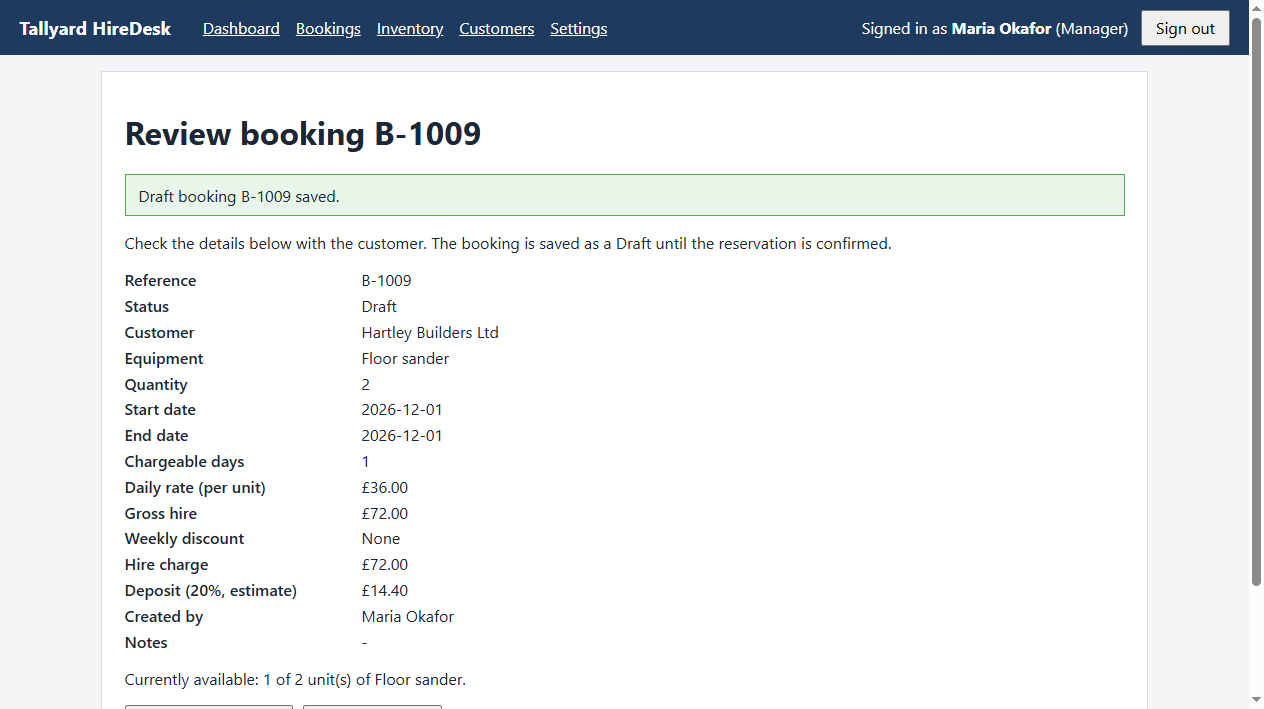 Tallyard HireDesk Dashboard Bookings Inventory Customers Settings Signed in as Maria Okafor (Manager) Sign out
Review booking B-1009
Draft booking B-1009 saved.
Check the details below with the customer. The booking is saved as a Draft until the reservation is confirmed.
Reference B-1009
Status Draft
Customer Hartley Builders Ltd
Equipment Floor sander
Quantity 2
Start date 2026-12-01
End date 2026-12-01
Chargeable days 1
Daily rate (per unit) £36.00
Gross hire £72.00
Weekly discount None
Hire charge £72.00
Deposit (20%, estimate) £14.40
Created by Maria Okafor
Notes -
Currently available: 1 of 2 unit(s) of Floor sander.